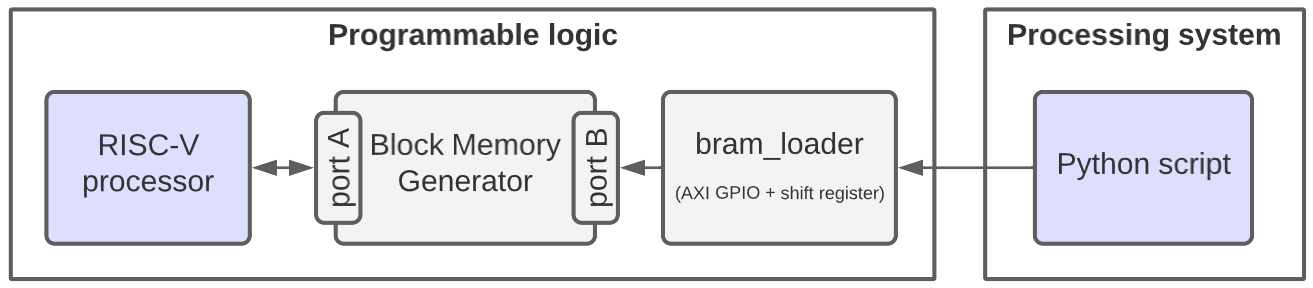 Programmable logic
Processing system
RISC-V
processor
port A
Block Memory
Generator
port B
bram_loader
(AXI GPIO + shift register)
Python script